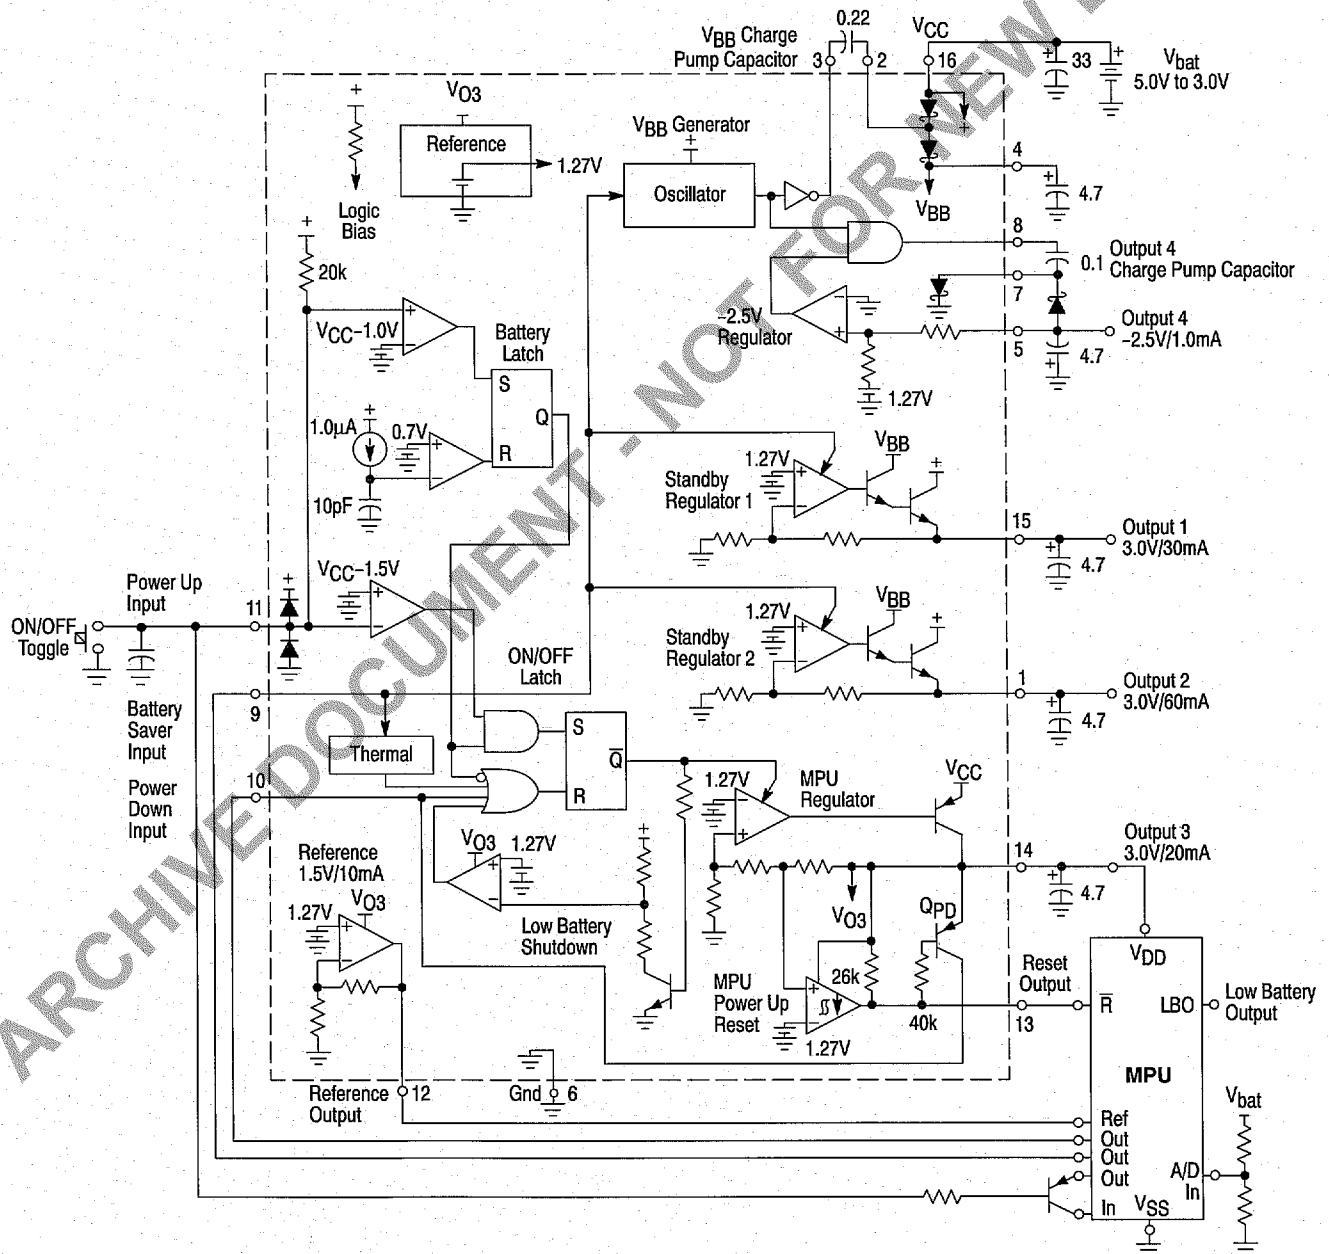 ARCHIVE DOCUMENT - NOT FOR NEW
0.22
VBB Charge
Pump Capacitor
3
2
VCC
16
+
33
Vbat
5.0V to 3.0V
+
VO3
Reference
1.27V
Logic
Bias
VBB Generator
+
Oscillator
+
VBB
4
+
4.7
8
0.1
Output 4
Charge Pump Capacitor
7
+
20k
VCC–1.0V
+
–
Battery
Latch
S
Q
R
–2.5V
Regulator
–
+
1.27V
5
+
4.7
Output 4
–2.5V/1.0mA
+
1.0µA
0.7V
+
–
10pF
Standby
Regulator 1
1.27V
+
–
VBB
+
15
+
4.7
Output 1
3.0V/30mA
VCC–1.5V
+
–
Power Up
Input
11
+
ON/OFF
Toggle
ON/OFF
Latch
Standby
Regulator 2
1.27V
+
–
VBB
+
1
+
4.7
Output 2
3.0V/60mA
9
Battery
Saver
Input
Thermal
S
Q
R
10
Power
Down
Input
1.27V
–
+
MPU
Regulator
VCC
14
+
4.7
Output 3
3.0V/20mA
Reference
1.5V/10mA
VO3
1.27V
+
–
+
Low Battery
Shutdown
1.27V
VO3
+
–
VO3
QPD
MPU
Power Up
Reset
+
–
26k
1.27V
40k
Reset
Output
13
VDD
R
LBO
Low Battery
Output
MPU
Reference
Output
12
Gnd
6
Ref
Out
Out
Out
In
VSS
A/D
In
Vbat